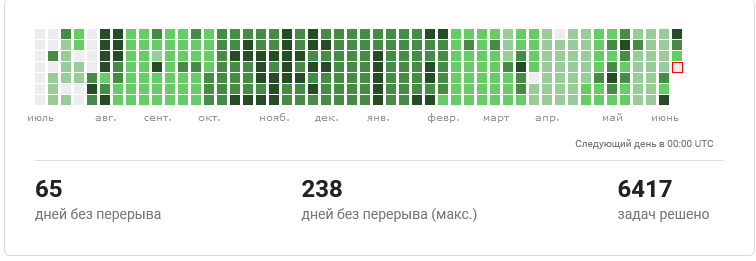 июль авг. сент. окт. нояб. дек. янв. февр. март апр. май июнь
Следующий день в 00:00 UTC
65 238 6417
дней без перерыва дней без перерыва (макс.) задач решено